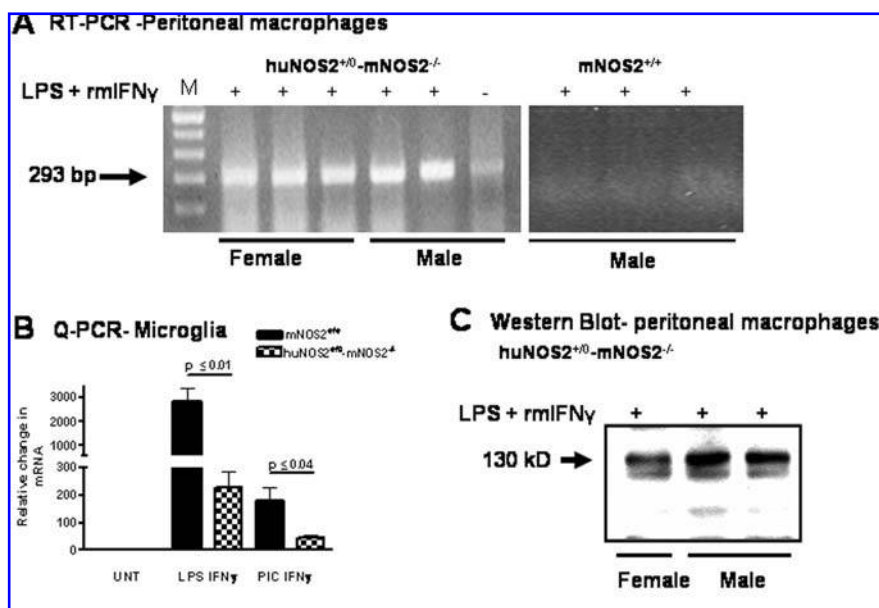 A RT-PCR -Peritoneal macrophages
huNOS2+/0-mNOS2-/-
mNOS2+/+
LPS + rmIFNγ M + + + + + - + + +
293 bp
Female Male Male
B Q-PCR- Microglia
mNOS2
huNOS2 -mNOS2
p ≤0.01
p ≤0.04
Relative change in
mRNA
3000
2000
1000
300
200
100
0
UNT LPS IFNγ PIC IFNγ
C Western Blot- peritoneal macrophages
huNOS2+/0-mNOS2-/-
LPS + rmIFNγ + + +
130 kD
Female Male